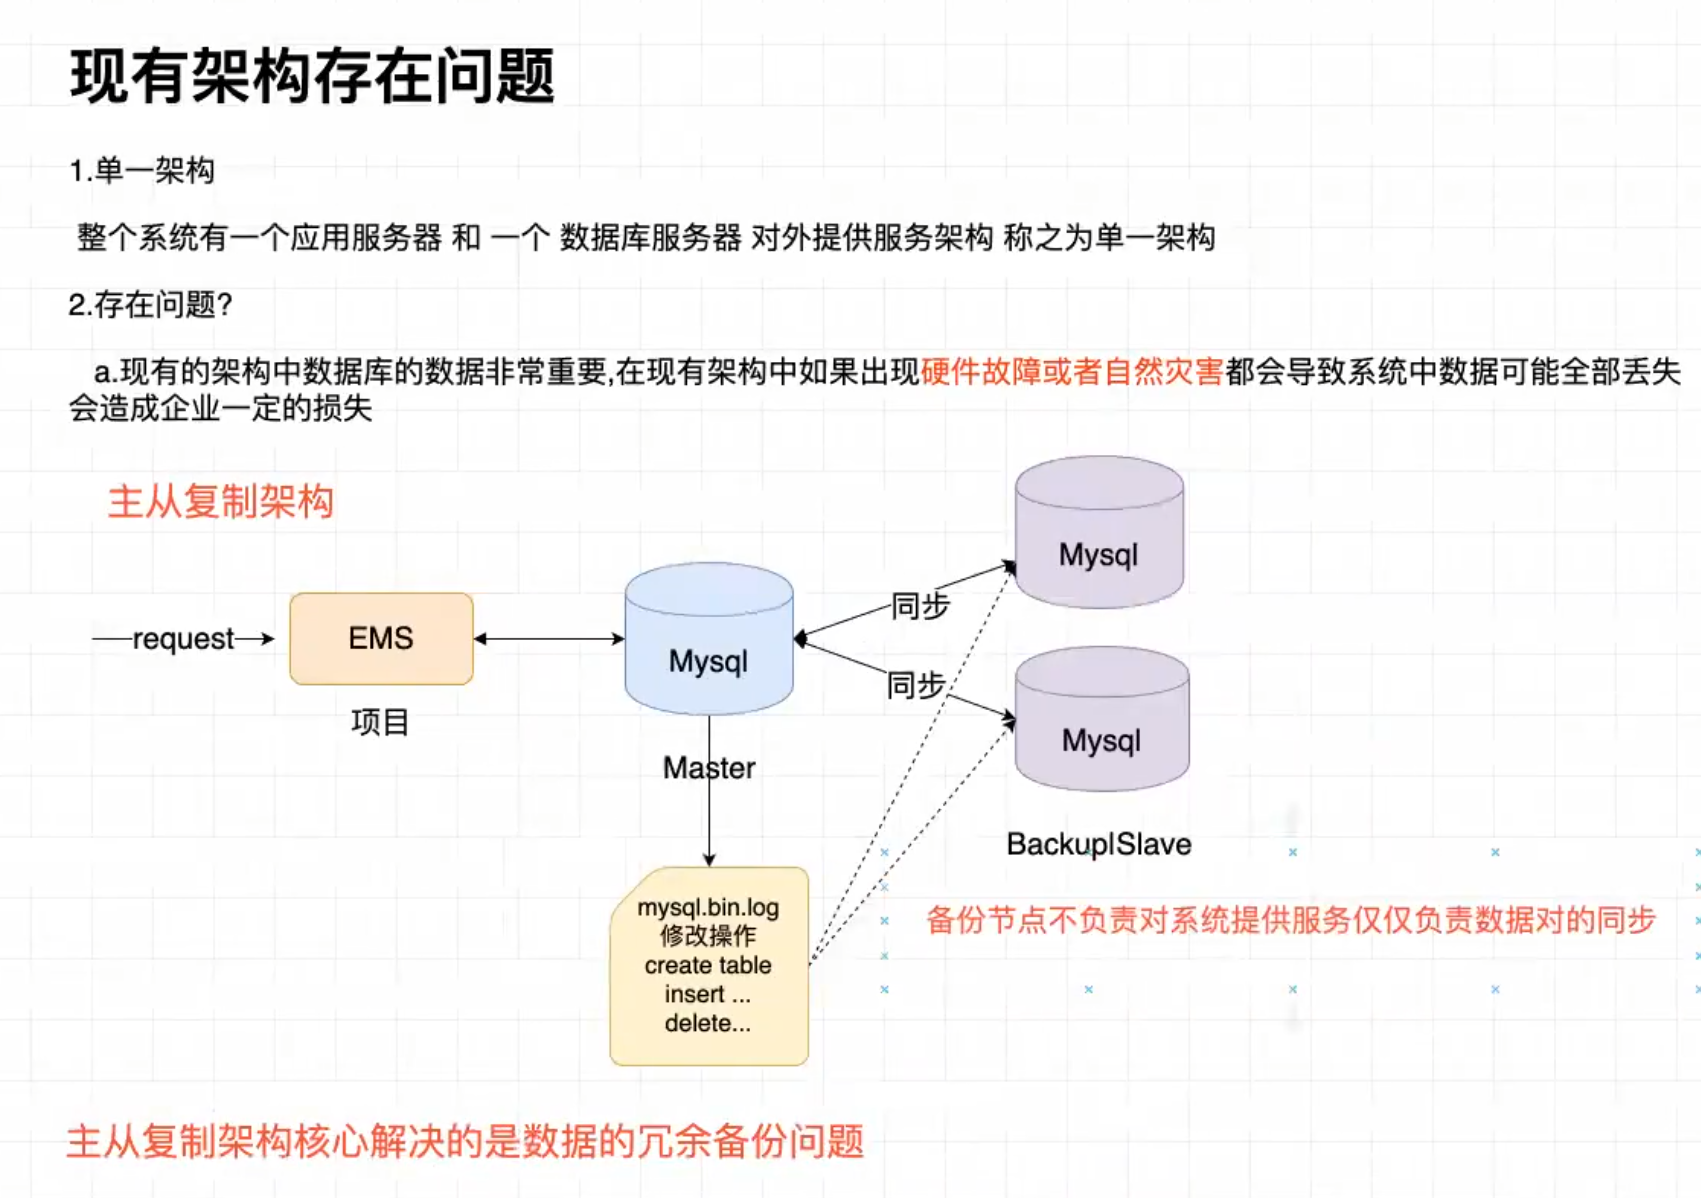 现有架构存在问题
1.单一架构
整个系统有一个应用服务器 和 一个 数据库服务器 对外提供服务架构 称之为单一架构
2.存在问题?
a.现有的架构中数据库的数据非常重要,在现有架构中如果出现硬件故障或者自然灾害都会导致系统中数据可能全部丢失
会造成企业一定的损失
主从复制架构
request
EMS
项目
Mysql
Master
同步
同步
Mysql
Mysql
Backup|Slave
mysql.bin.log
修改操作
create table
insert ...
delete...
备份节点不负责对系统提供服务仅仅负责数据对的同步
主从复制架构核心解决的是数据的冗余备份问题